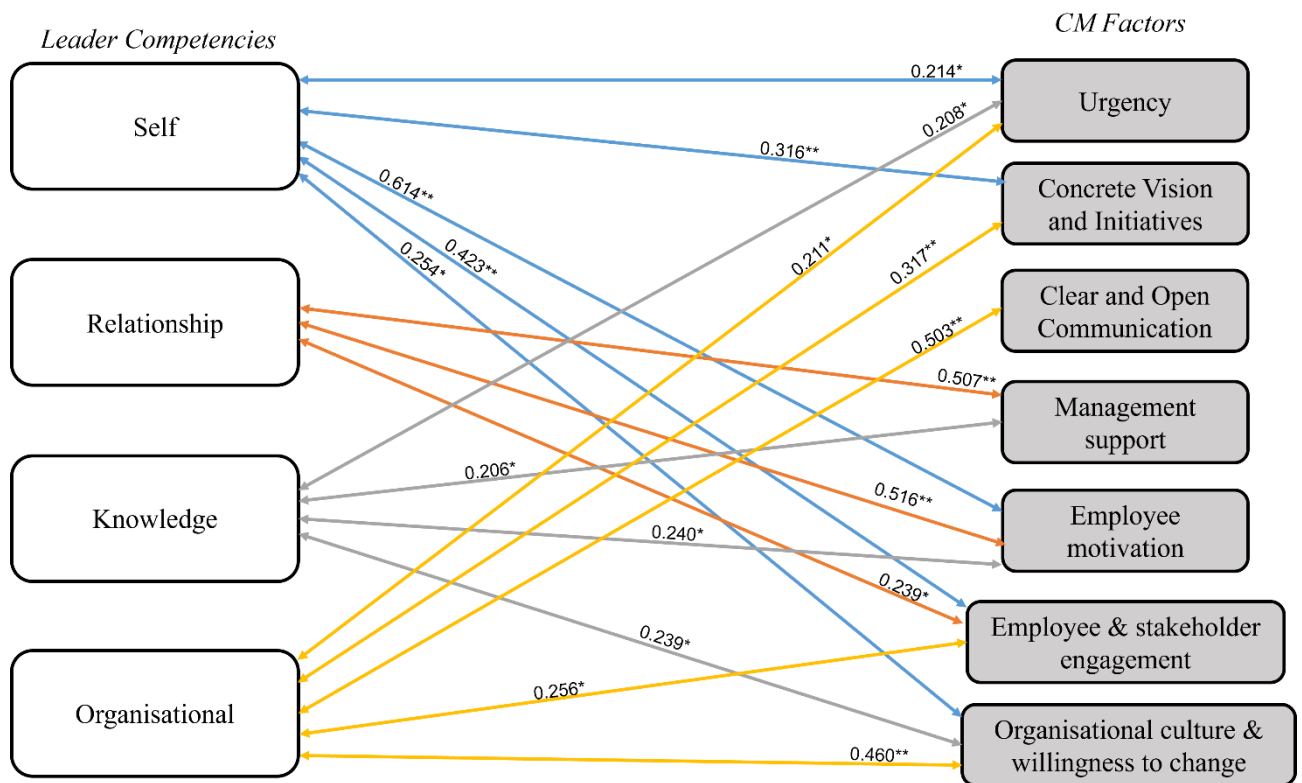 Leader Competencies
CM Factors
Self
Relationship
Knowledge
Organisational
0.214*
0.208*
0.316**
0.614**
0.423**
0.254*
0.211*
0.317**
0.503**
0.507**
0.206*
0.516**
0.240*
0.239*
0.239*
0.256*
0.460**
Urgency
Concrete Vision
and Initiatives
Clear and Open
Communication
Management
support
Employee
motivation
Employee & stakeholder
engagement
Organisational culture &
willingness to change